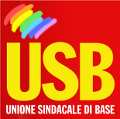 USB
UNIONE SINDACALE DI BASE